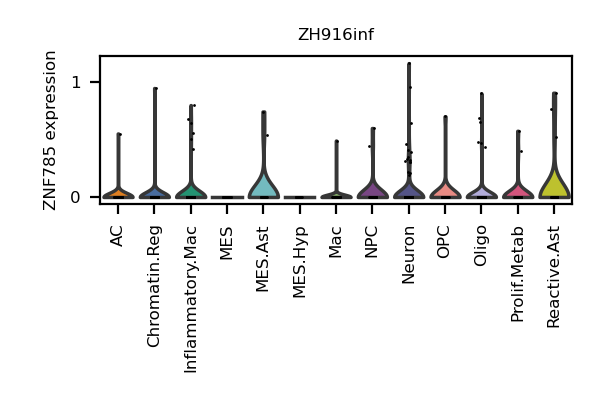 ZH916inf
ZNF785 expression
1
0
AC
Chromatin.Reg
Inflammatory.Mac
MES
MES.Ast
MES.Hyp
Mac
NPC
Neuron
OPC
Oligo
Prolif.Metab
Reactive.Ast